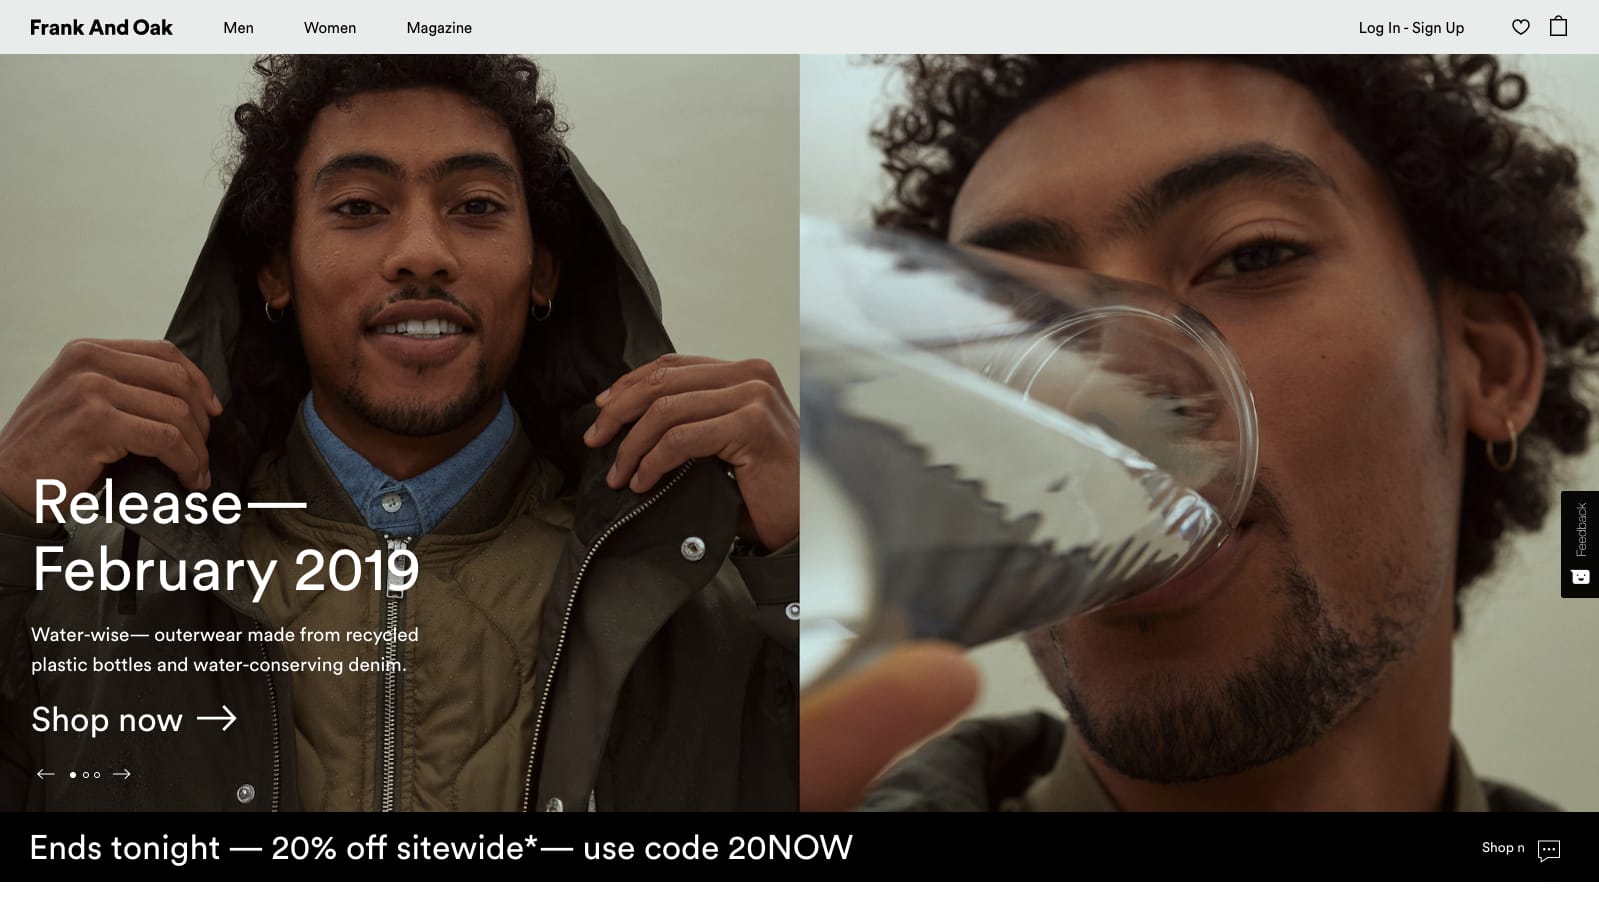 Frank And Oak
Men
Women
Magazine
Log In - Sign Up
Release—
February 2019
Water-wise— outerwear made from recycled
plastic bottles and water-conserving denim.
Shop now
Feedback
Ends tonight — 20% off sitewide*— use code 20NOW
Shop n